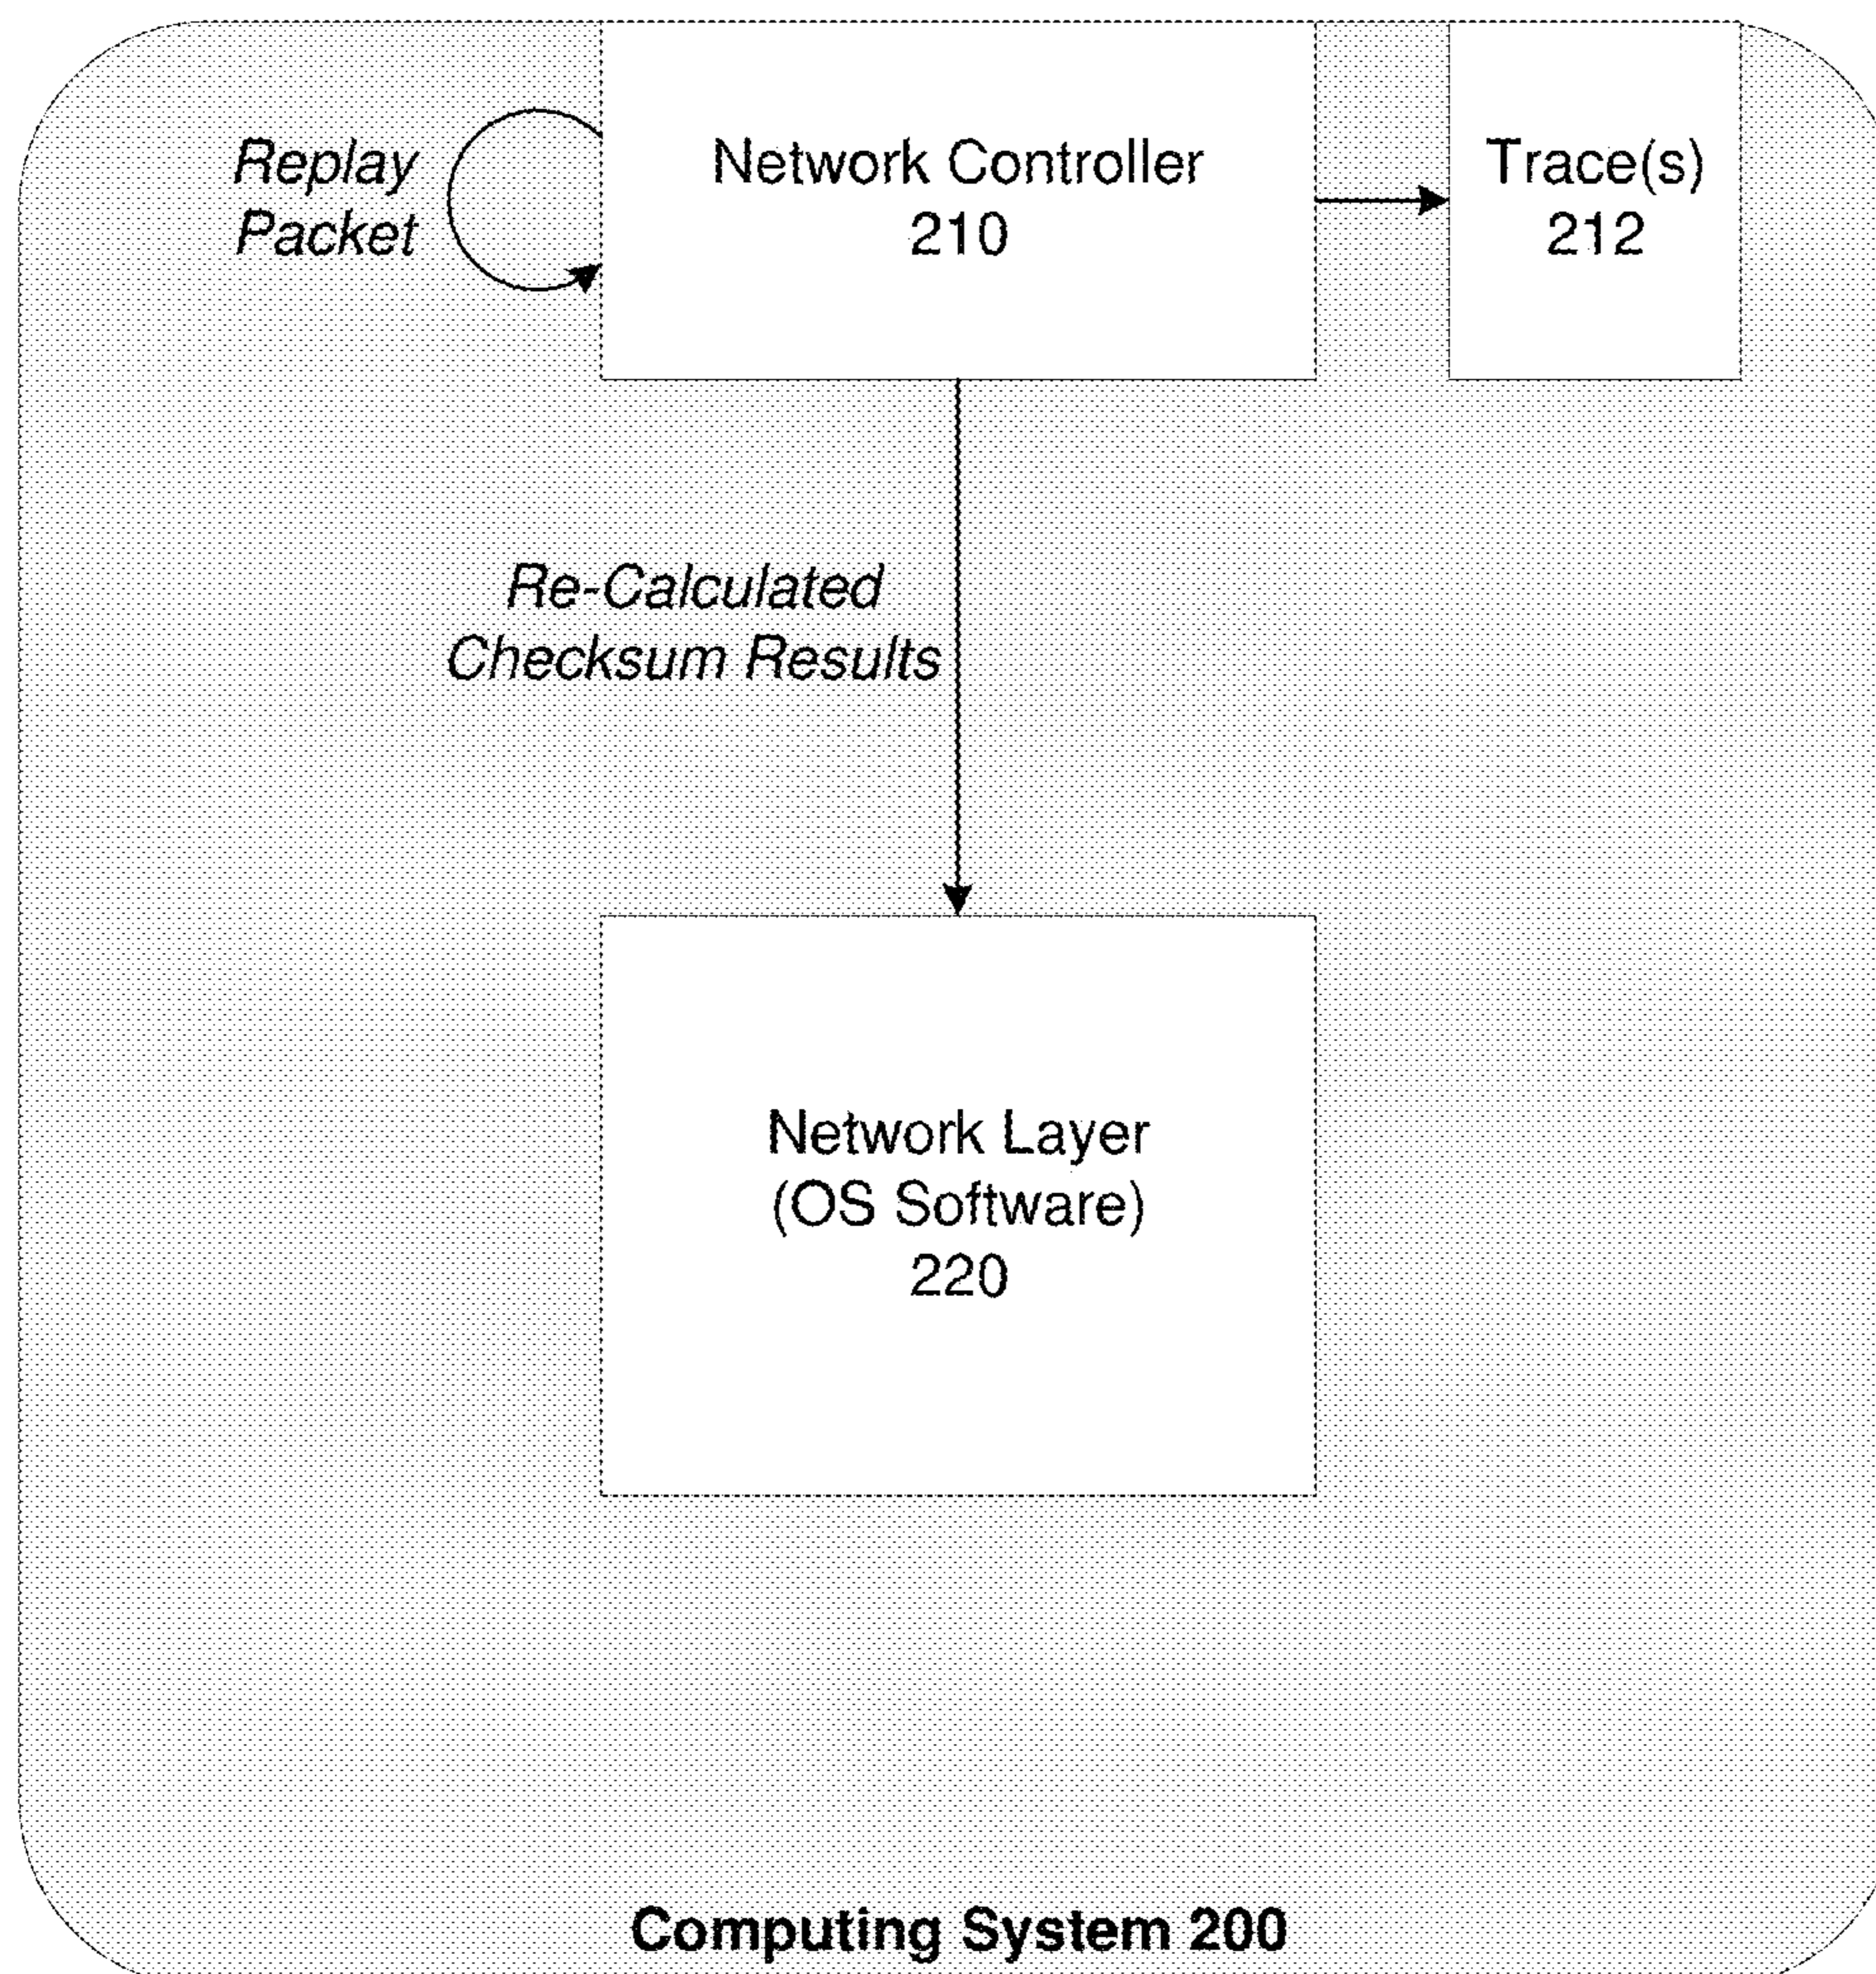 Replay
Packet
Network Controller
210
Trace(s)
212
Re-Calculated
Checksum Results
Network Layer
(OS Software)
220
Computing System 200